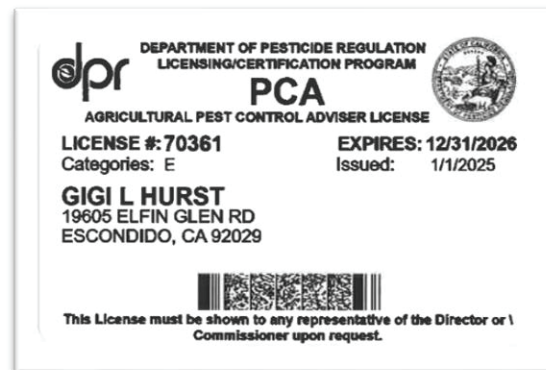 dpr
DEPARTMENT OF PESTICIDE REGULATION
LICENSING/CERTIFICATION PROGRAM
PCA
AGRICULTURAL PEST CONTROL ADVISER LICENSE
LICENSE #: 70361 EXPIRES: 12/31/2026
Categories: E Issued: 1/1/2025
GIGI L HURST
19605 ELFIN GLEN RD
ESCONDIDO, CA 92029
This License must be shown to any representative of the Director or \
Commissioner upon request.